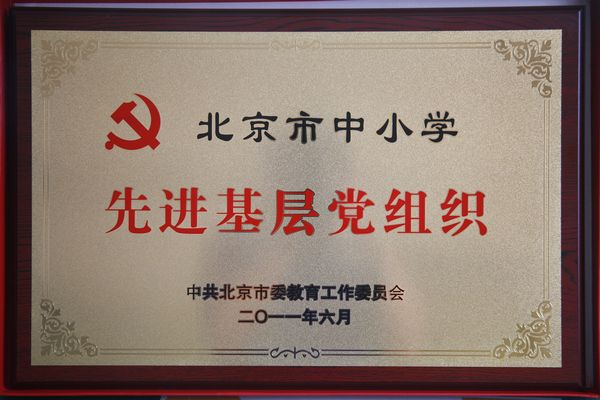 北京市中小学
先进基层党组织
中共北京市委教育工作委员会
二〇一一年六月